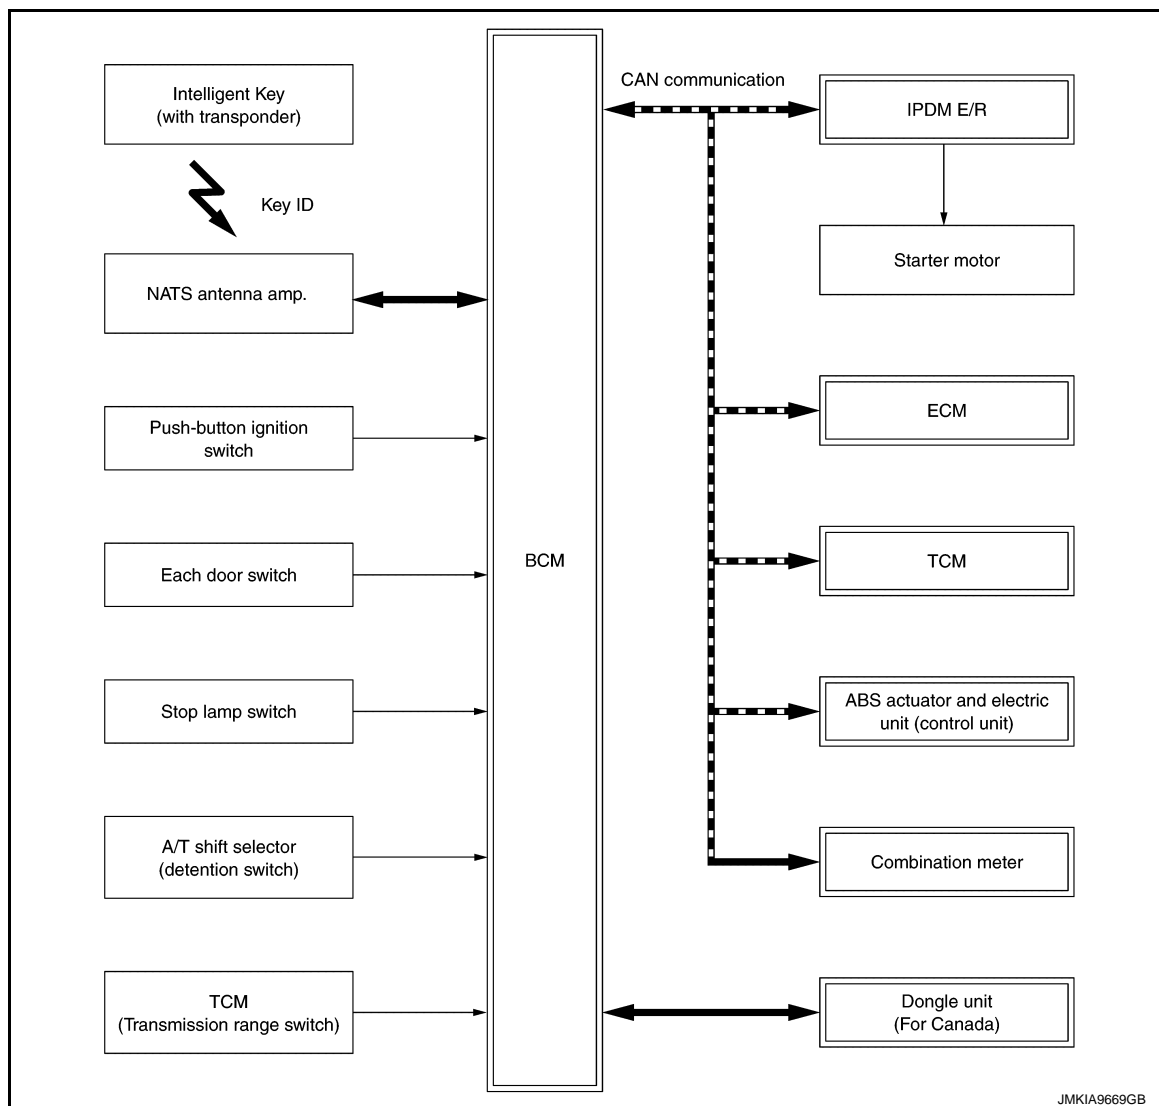 Intelligent Key
(with transponder)
Key ID
NATS antenna amp.
Push-button ignition
switch
Each door switch
Stop lamp switch
A/T shift selector
(detention switch)
TCM
(Transmission range switch)
BCM
CAN communication
IPDM E/R
Starter motor
ECM
TCM
ABS actuator and electric
unit (control unit)
Combination meter
Dongle unit
(For Canada)
JMKIA9669GB